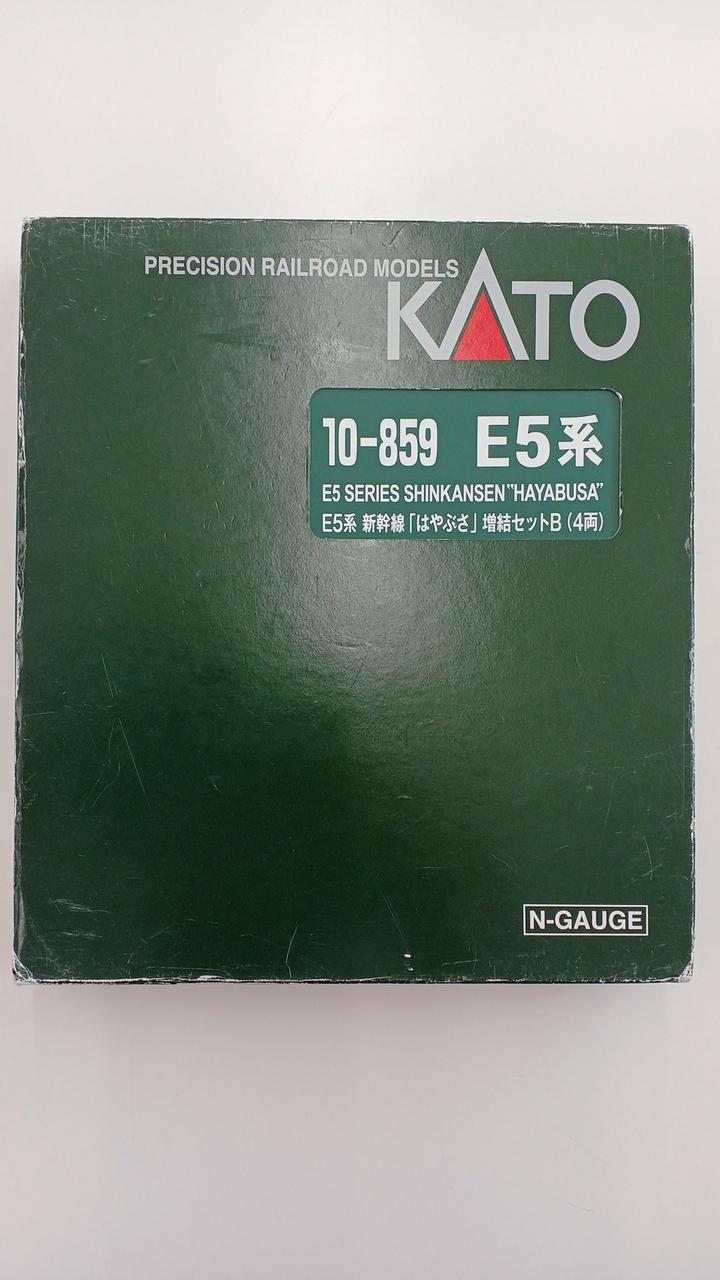 PRECISION RAILROAD MODELS
KATO
10-859 E5系
E5 SERIES SHINKANSEN "HAYABUSA"
E5系 新幹線「はやぶさ」増結セットB(4両)
N-GAUGE